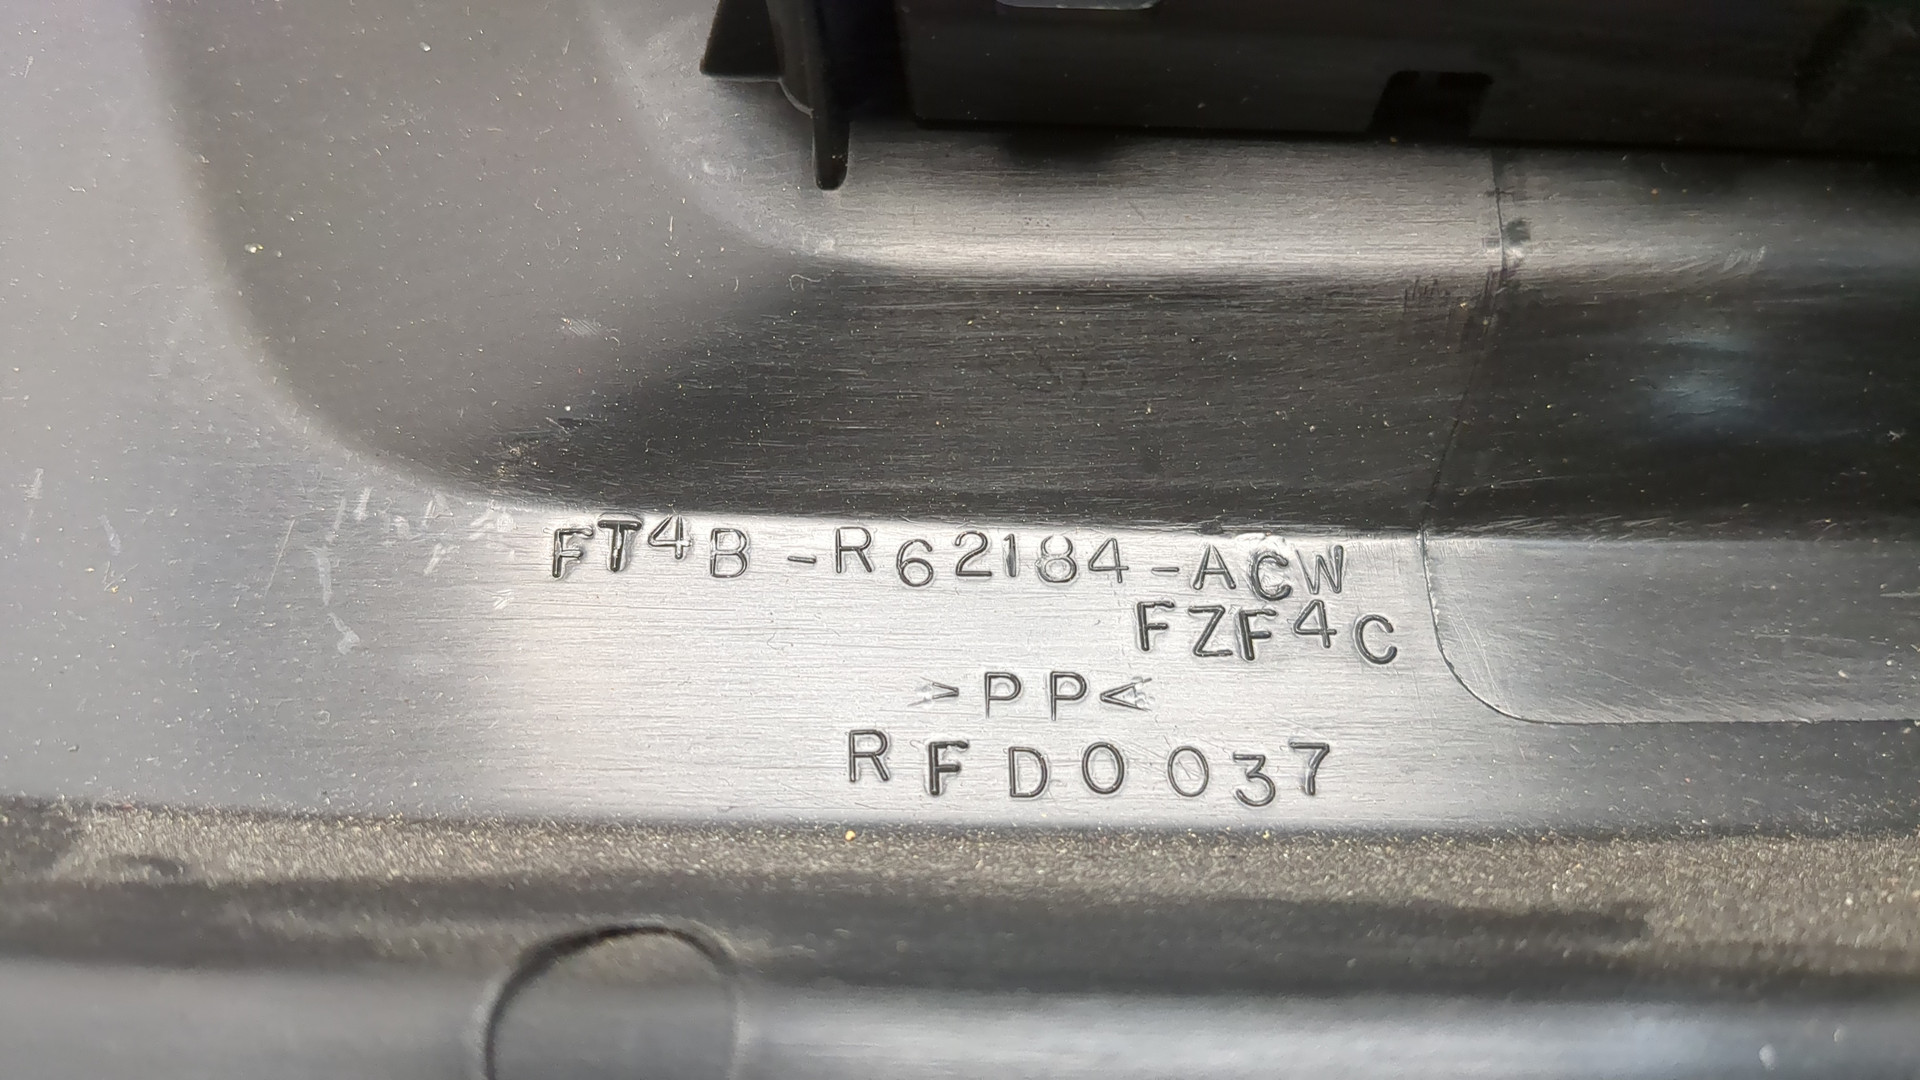 FT4B-R62184-ACW
FZF4C
>PP<
RFD0037